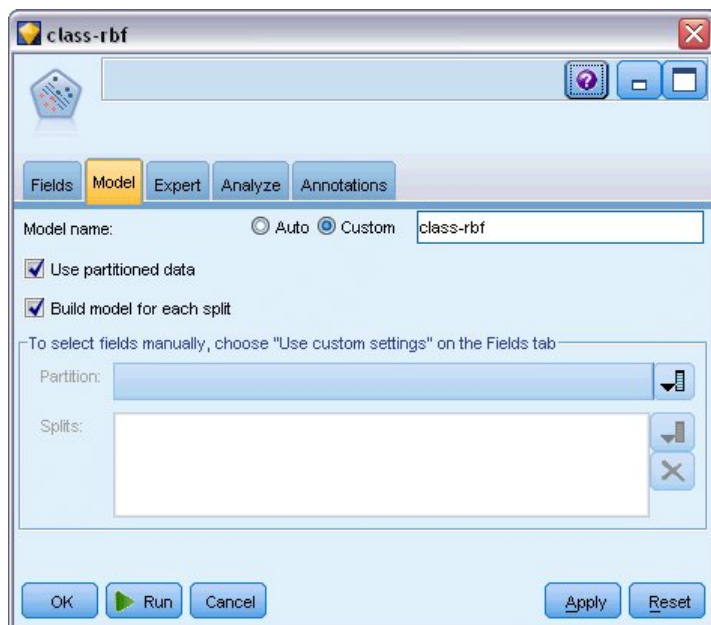 class-rbf
?
Fields Model Expert Analyze Annotations
Model name: Auto Custom class-rbf
Use partitioned data
Build model for each split
To select fields manually, choose "Use custom settings" on the Fields tab
Partition:
Splits:
OK Run Cancel Apply Reset